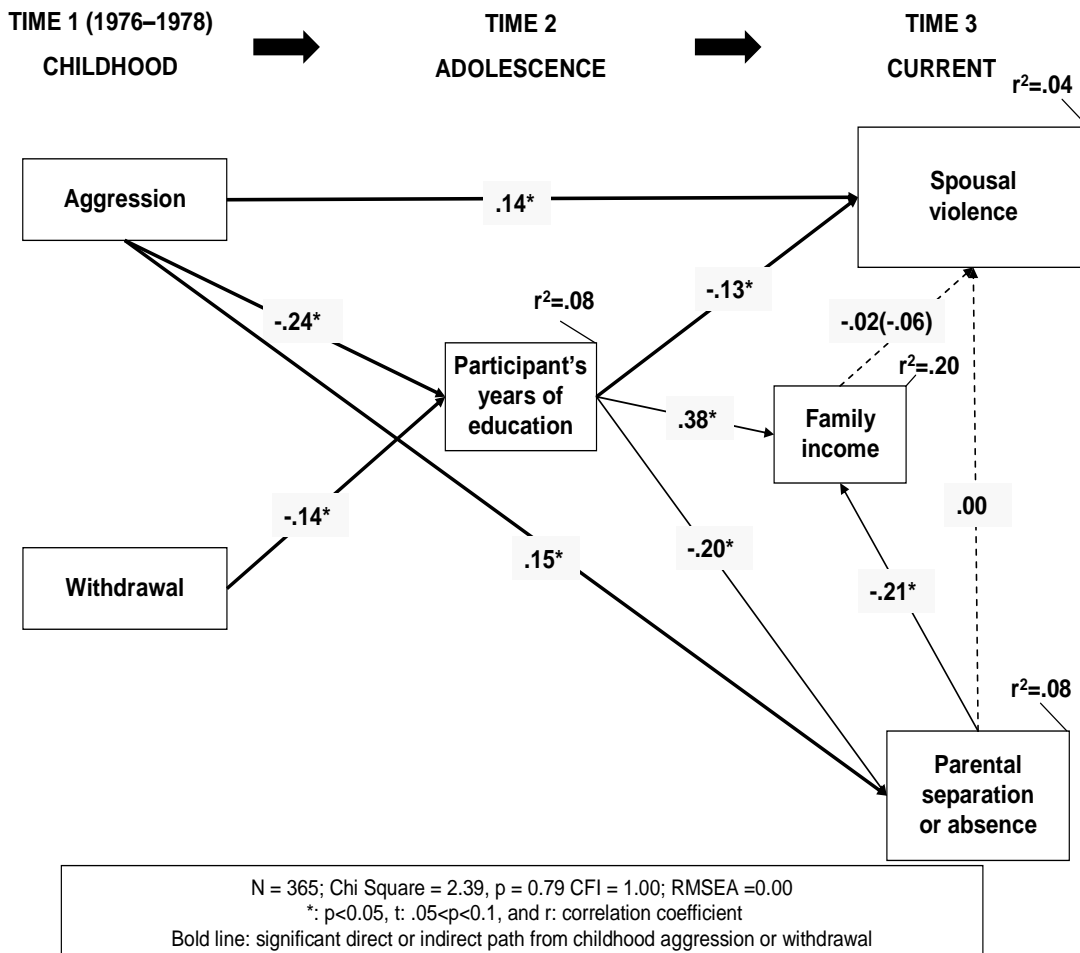 TIME 1 (1976–1978)
CHILDHOOD
TIME 2
ADOLESCENCE
TIME 3
CURRENT
r²=.04
Aggression
.14*
Spousal
violence
-.24*
r²=.08
-.13*
-.02(-.06)
Participant's
years of
education
r²=.20
.38*
Family
income
-.14*
.00
Withdrawal
.15*
-.20*
-.21*
r²=.08
Parental
separation
or absence
N = 365; Chi Square = 2.39, p = 0.79 CFI = 1.00; RMSEA =0.00
*: p<0.05, t: .05<p<0.1, and r: correlation coefficient
Bold line: significant direct or indirect path from childhood aggression or withdrawal